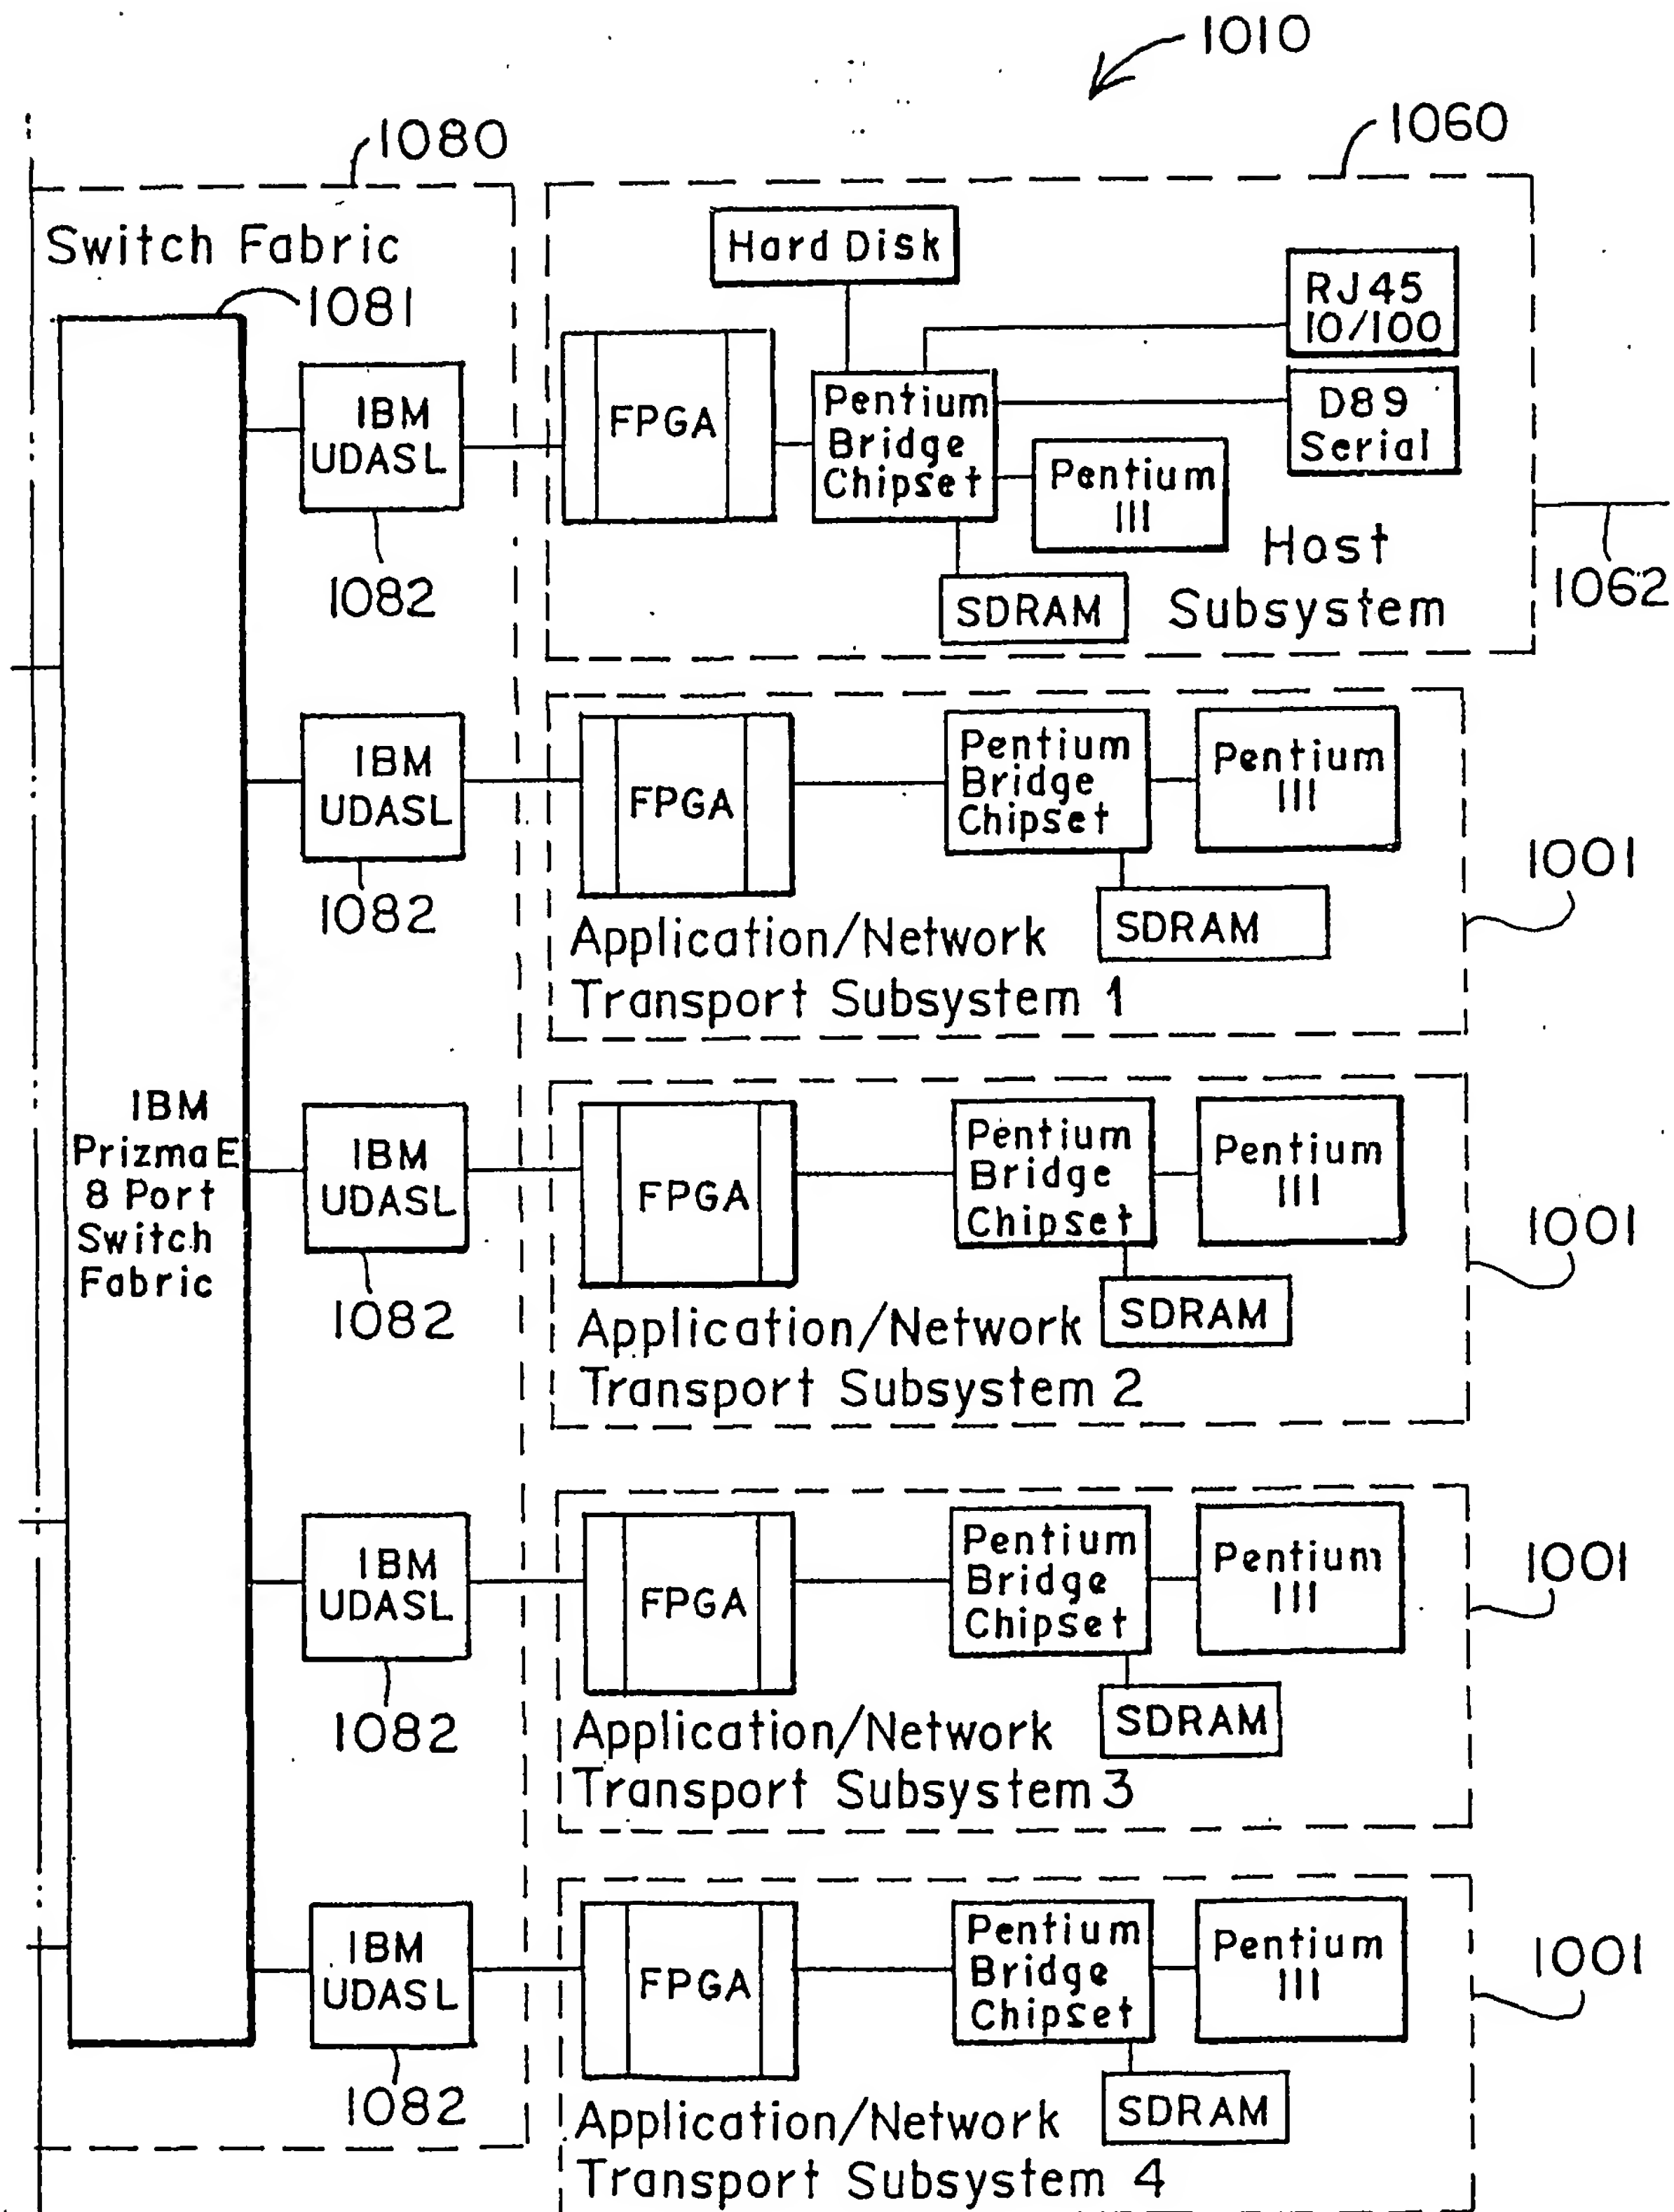 1010
1080
1060
Switch Fabric
1081
Hard Disk
RJ45
10/100
IBM
UDASL
1082
FPGA
Pentium
Bridge
Chipset
D89
Serial
Pentium
III
SDRAM
Host
Subsystem
1062
IBM
UDASL
1082
FPGA
Pentium
Bridge
Chipset
Pentium
III
SDRAM
1001
Application/Network
Transport Subsystem 1
IBM
PrizmaE
8 Port
Switch
Fabric
IBM
UDASL
1082
FPGA
Pentium
Bridge
Chipset
Pentium
III
SDRAM
1001
Application/Network
Transport Subsystem 2
IBM
UDASL
1082
FPGA
Pentium
Bridge
Chipset
Pentium
III
SDRAM
1001
Application/Network
Transport Subsystem 3
IBM
UDASL
1082
FPGA
Pentium
Bridge
Chipset
Pentium
III
SDRAM
1001
Application/Network
Transport Subsystem 4